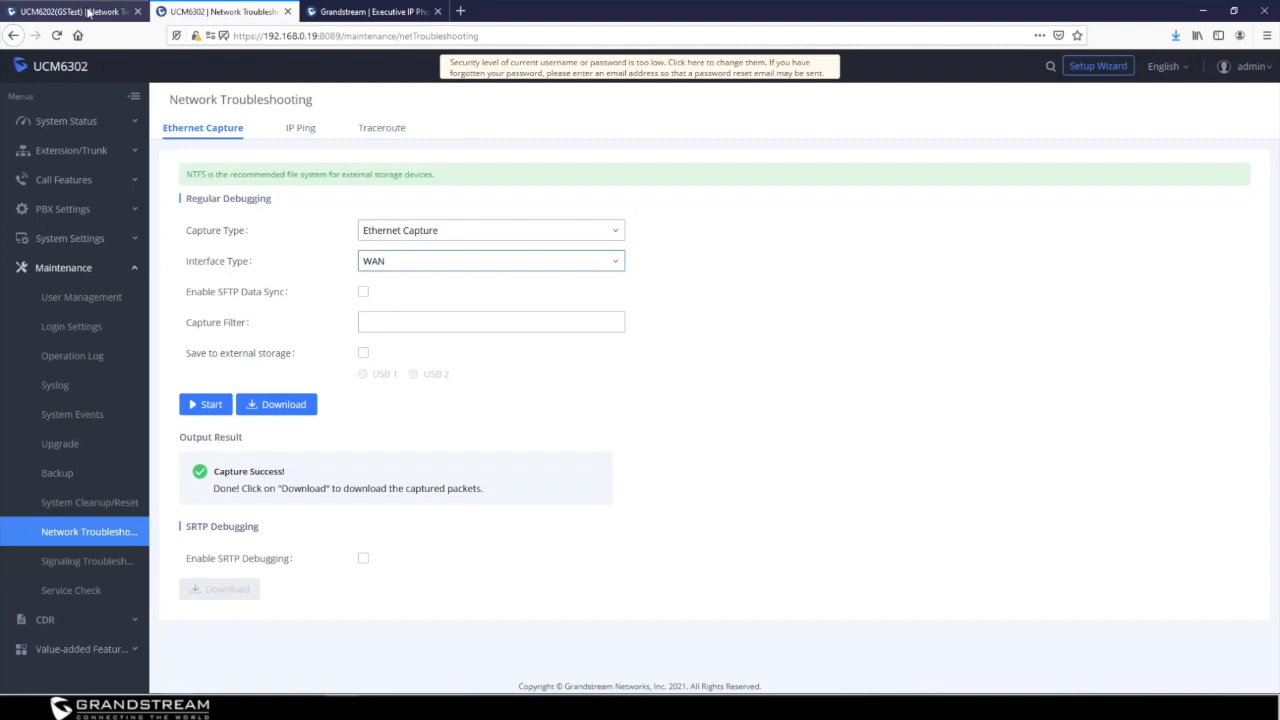 UCM6202(GSTest) | Network Tro
UCM6302 | Network Troublesho
Grandstream | Executive IP Ph
https://192.168.0.19:8089/maintenance/netTroubleshooting
UCM6302
Security level of current username or password is too low. Click here to change them. If you have
forgotten your password, please enter an email address so that a password reset email may be sent.
Setup Wizard
English
admin
Menus
System Status
Extension/Trunk
Call Features
PBX Settings
System Settings
Maintenance
User Management
Login Settings
Operation Log
Syslog
System Events
Upgrade
Backup
System Cleanup/Reset
Network Troublesho...
Signaling Troublesh...
Service Check
CDR
Value-added Featur...
Network Troubleshooting
Ethernet Capture
IP Ping
Traceroute
NTFS is the recommended file system for external storage devices.
Regular Debugging
Capture Type:
Ethernet Capture
Interface Type:
WAN
Enable SFTP Data Sync:
Capture Filter:
Save to external storage:
USB 1
USB 2
Start
Download
Output Result
Capture Success!
Done! Click on "Download" to download the captured packets.
SRTP Debugging
Enable SRTP Debugging:
Download
Copyright © Grandstream Networks, Inc. 2021. All Rights Reserved.
GRANDSTREAM
CONNECTING THE WORLD